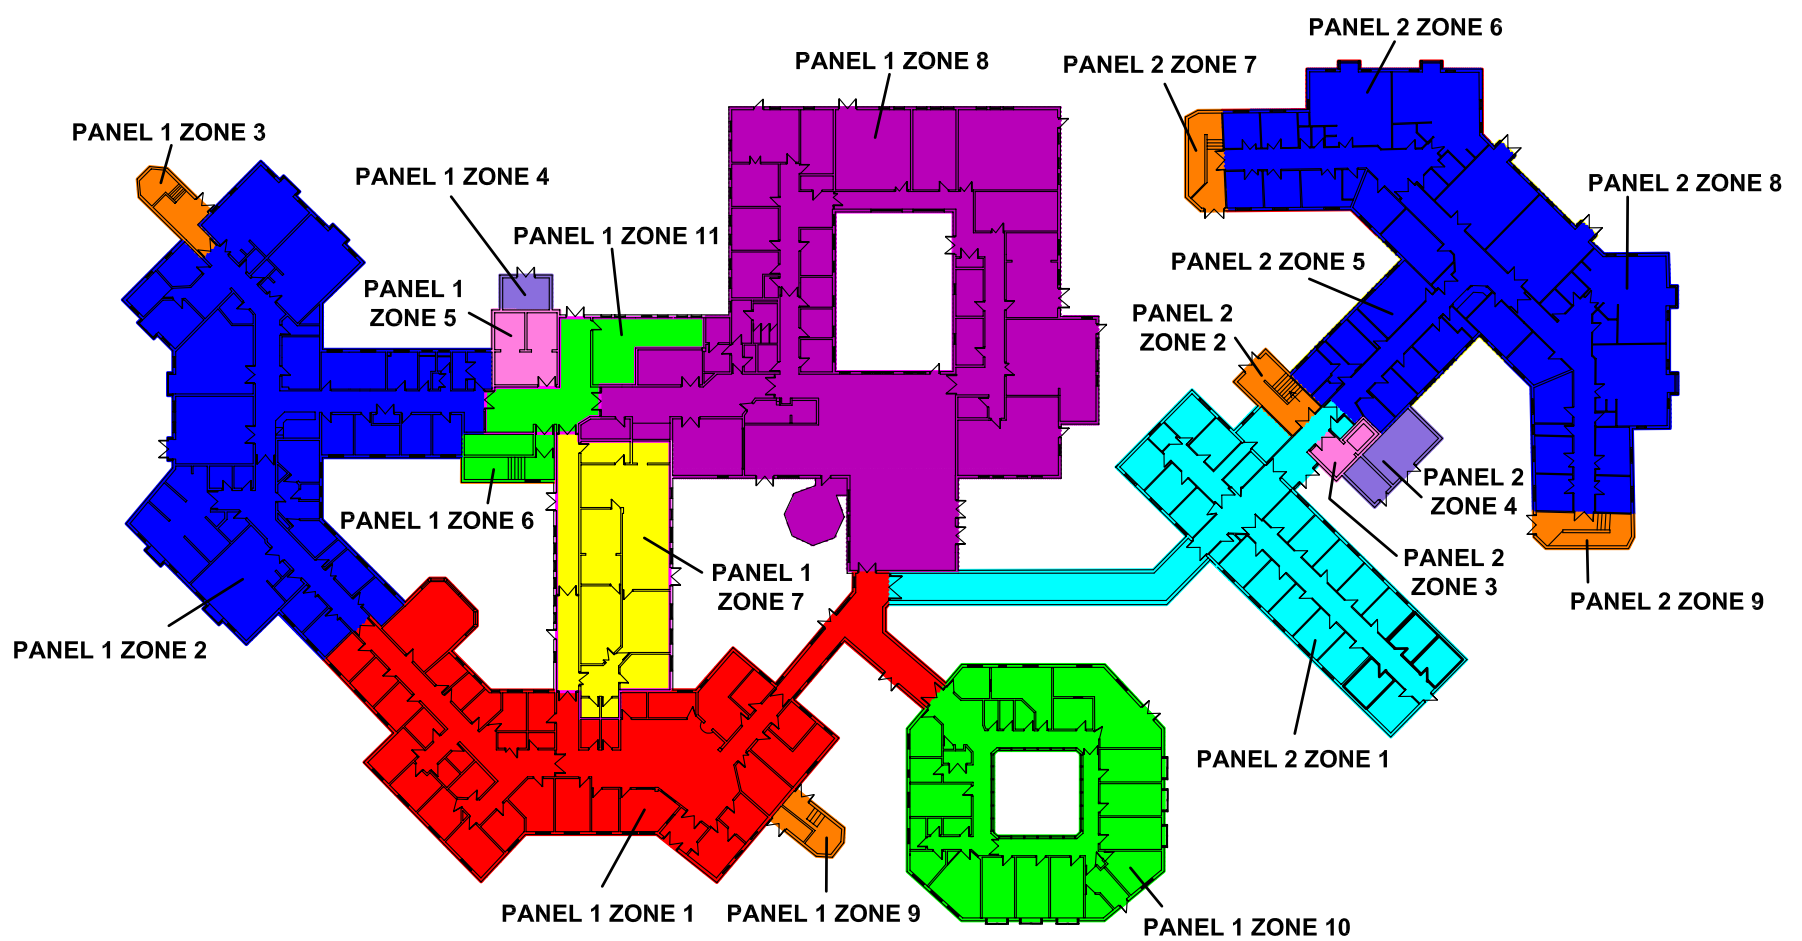 PANEL 2 ZONE 6
PANEL 1 ZONE 8
PANEL 2 ZONE 7
PANEL 1 ZONE 3
PANEL 1 ZONE 4
PANEL 2 ZONE 8
PANEL 1 ZONE 11
PANEL 2 ZONE 5
PANEL 1
ZONE 5
PANEL 2
ZONE 2
PANEL 2
ZONE 4
PANEL 1 ZONE 6
PANEL 2
ZONE 3
PANEL 1
ZONE 7
PANEL 2 ZONE 9
PANEL 1 ZONE 2
PANEL 2 ZONE 1
PANEL 1 ZONE 1
PANEL 1 ZONE 9
PANEL 1 ZONE 10